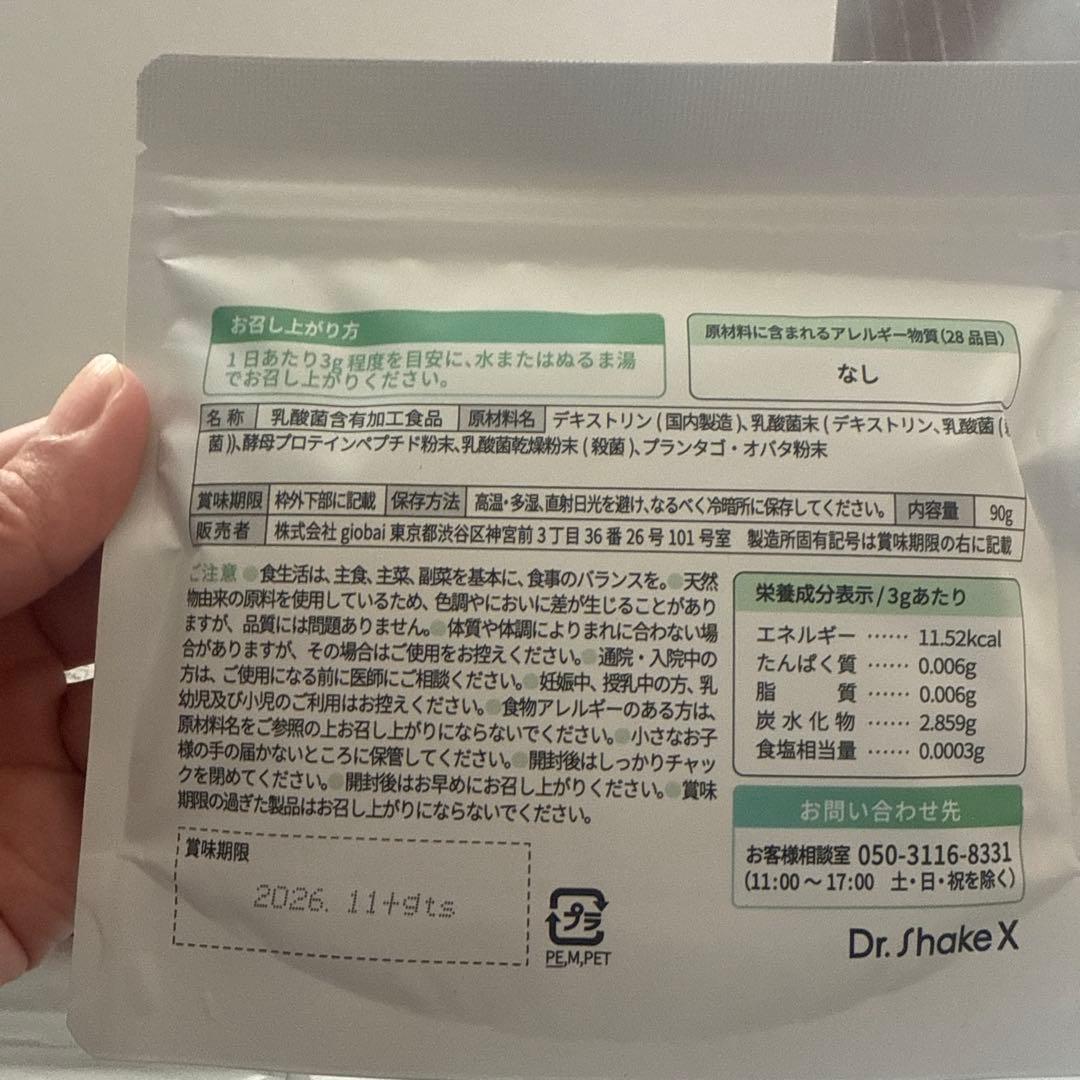 お召し上がり方
1日あたり3g程度を目安に、水またはぬるま湯
でお召し上がりください。
原材料に含まれるアレルギー物質(28品目)
なし
名称 乳酸菌含有加工食品 原材料名 デキストリン(国内製造)、乳酸菌末(デキストリン、乳酸菌(
菌))、酵母プロテインペプチド粉末、乳酸菌乾燥粉末(殺菌)、プランタゴ・オバタ粉末
賞味期限 枠外下部に記載 保存方法 高温・多湿、直射日光を避け、なるべく冷暗所に保存してください。 内容量 90g
販売者 株式会社 giobai 東京都渋谷区神宮前3丁目36番26号101号室 製造所固有記号は賞味期限の右に記載
ご注意 ●食生活は、主食、主菜、副菜を基本に、食事のバランスを。●天然
物由来の原料を使用しているため、色調やにおいに差が生じることがあり
ますが、品質には問題ありません。●体質や体調によりまれに合わない場
合がありますが、その場合はご使用をお控えください。●通院・入院中の
方は、ご使用になる前に医師にご相談ください。●妊娠中、授乳中の方、乳
幼児及び小児のご利用はお控えください。●食物アレルギーのある方は、
原材料名をご参照の上お召し上がりにならないでください。●小さなお子
様の手の届かないところに保管してください。●開封後はしっかりチャッ
クを閉めてください。●開封後はお早めにお召し上がりください。●賞味
期限の過ぎた製品はお召し上がりにならないでください。
栄養成分表示/3gあたり
エネルギー …… 11.52kcal
たんぱく質 …… 0.006g
脂質 …… 0.006g
炭水化物 …… 2.859g
食塩相当量 …… 0.0003g
お問い合わせ先
お客様相談室 050-3116-8331
(11:00〜17:00 土・日・祝を除く)
賞味期限
2026. 11+gts
プラ
PE,M,PET
Dr.Shake X